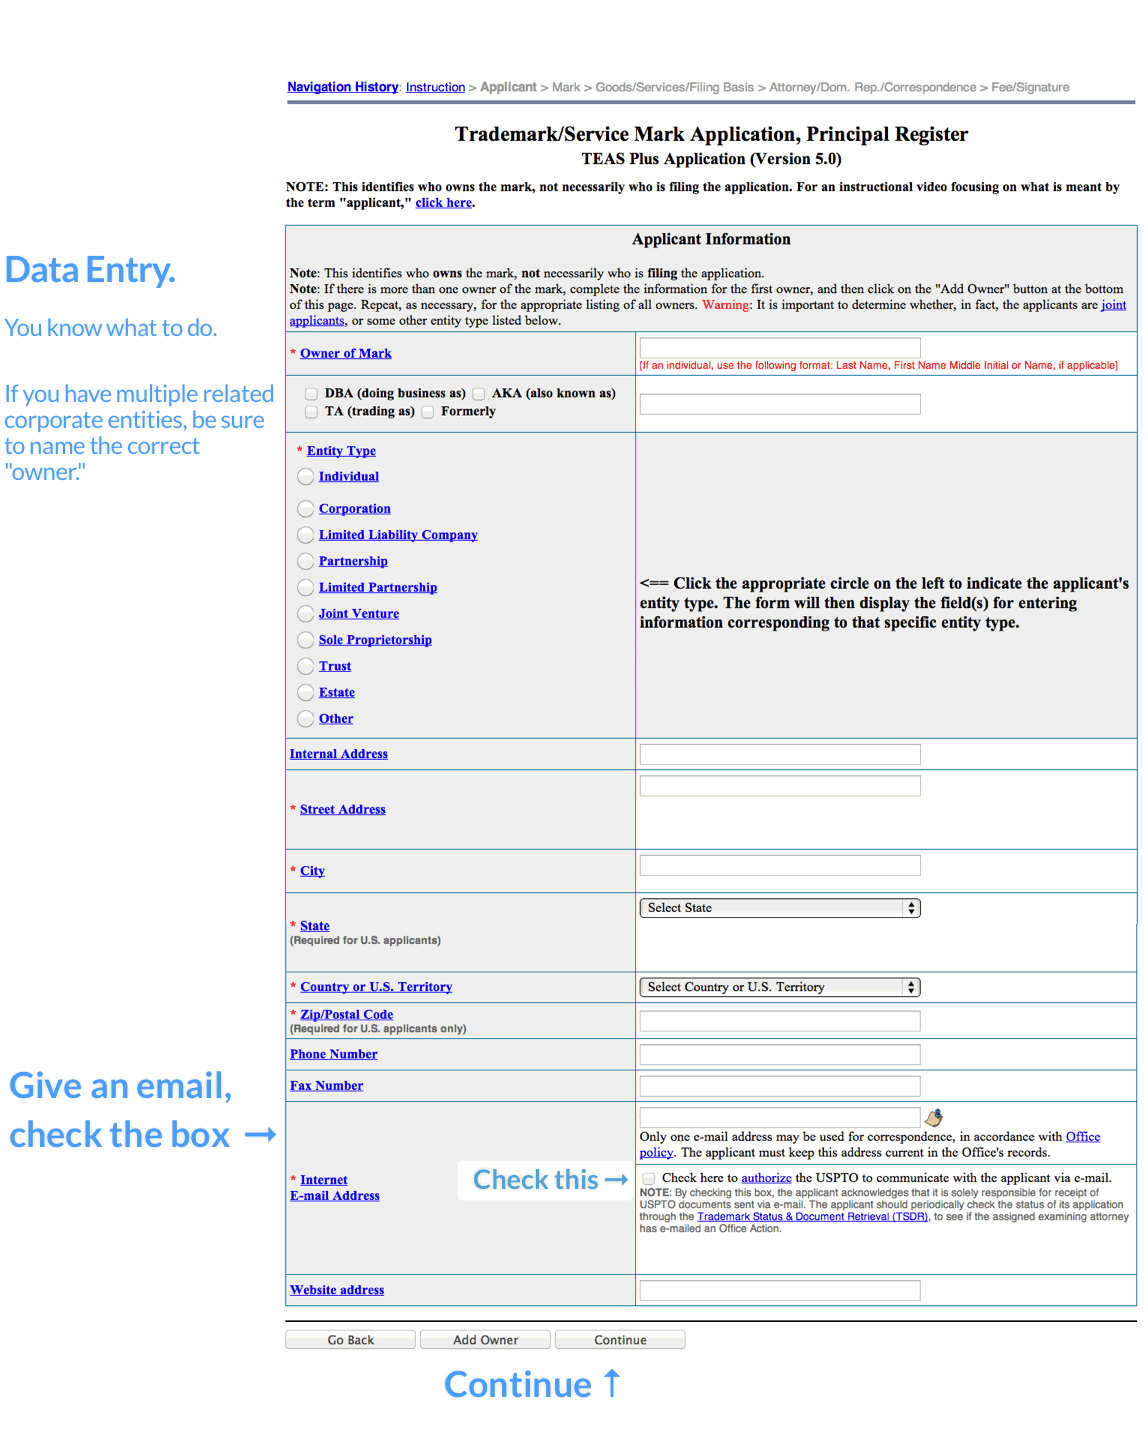 Navigation History: Instruction > Applicant > Mark > Goods/Services/Filing Basis > Attorney/Dom. Rep./Correspondence > Fee/Signature
Trademark/Service Mark Application, Principal Register
TEAS Plus Application (Version 5.0)
NOTE: This identifies who owns the mark, not necessarily who is filing the application. For an instructional video focusing on what is meant by
the term "applicant," click here.
Applicant Information
Note: This identifies who owns the mark, not necessarily who is filing the application.
Note: If there is more than one owner of the mark, complete the information for the first owner, and then click on the "Add Owner" button at the bottom
of this page. Repeat, as necessary, for the appropriate listing of all owners. Warning: It is important to determine whether, in fact, the applicants are joint
applicants, or some other entity type listed below.
Data Entry.
You know what to do.
If you have multiple related
corporate entities, be sure
to name the correct
"owner."
* Owner of Mark
[If an individual, use the following format: Last Name, First Name Middle Initial or Name, if applicable]
DBA (doing business as) AKA (also known as)
TA (trading as) Formerly
* Entity Type
Individual
Corporation
Limited Liability Company
Partnership
Limited Partnership
Joint Venture
Sole Proprietorship
Trust
Estate
Other
<== Click the appropriate circle on the left to indicate the applicant's
entity type. The form will then display the field(s) for entering
information corresponding to that specific entity type.
Internal Address
* Street Address
* City
* State
(Required for U.S. applicants)
Select State
* Country or U.S. Territory
Select Country or U.S. Territory
* Zip/Postal Code
(Required for U.S. applicants only)
Phone Number
Fax Number
Give an email,
check the box →
* Internet
E-mail Address
Check this →
Only one e-mail address may be used for correspondence, in accordance with Office
policy. The applicant must keep this address current in the Office's records.
Check here to authorize the USPTO to communicate with the applicant via e-mail.
NOTE: By checking this box, the applicant acknowledges that it is solely responsible for receipt of
USPTO documents sent via e-mail. The applicant should periodically check the status of its application
through the Trademark Status & Document Retrieval (TSDR), to see if the assigned examining attorney
has e-mailed an Office Action.
Website address
Go Back Add Owner Continue
Continue ↑